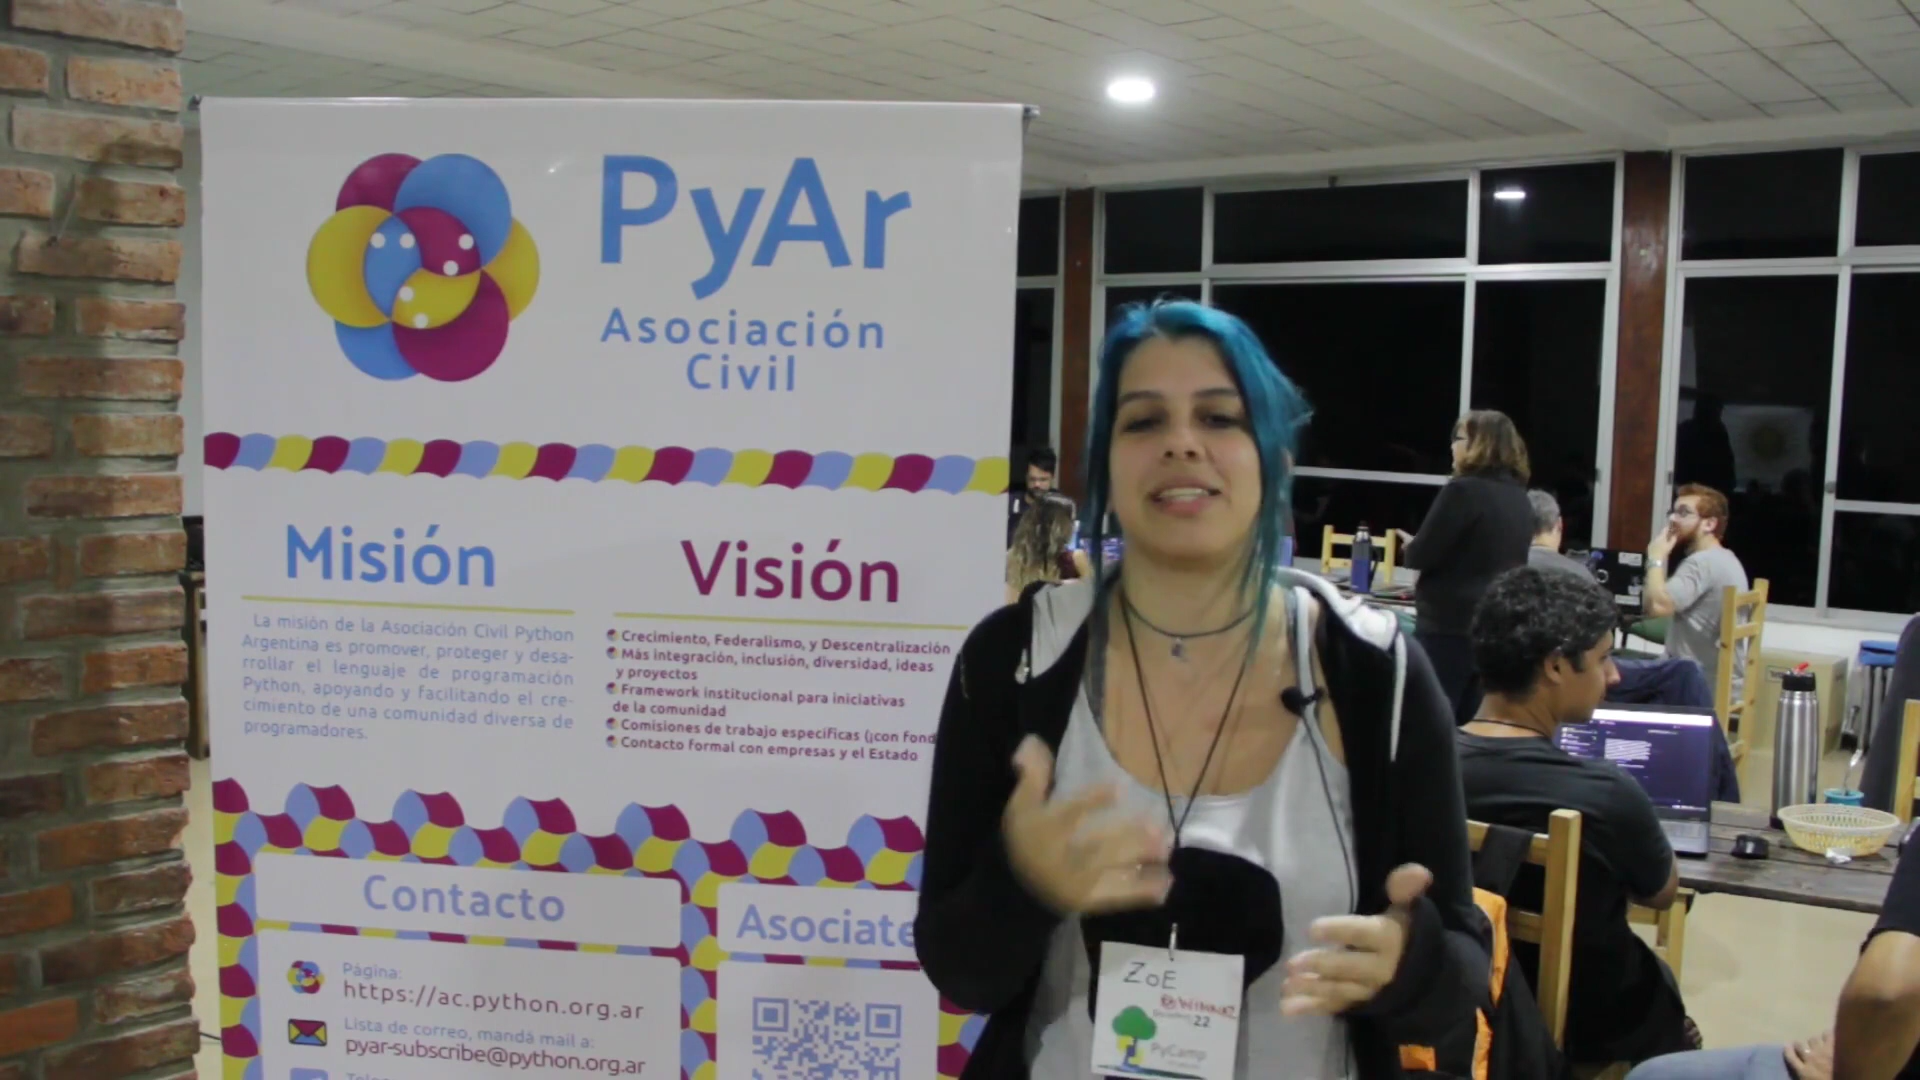 PyAr
Asociación
Civil
Misión
La misión de la Asociación Civil Python
Argentina es promover, proteger y desa-
rrollar el lenguaje de programación
Python, apoyando y facilitando el cre-
cimiento de una comunidad diversa de
programadores.
Visión
Crecimiento, Federalismo, y Descentralización
Más integración, inclusión, diversidad, ideas
y proyectos
Framework institucional para iniciativas
de la comunidad
Comisiones de trabajo específicas (¡con fond
Contacto formal con empresas y el Estado
Contacto
Página:
https://ac.python.org.ar
Lista de correo, mandá mail a:
pyar-subscribe@python.org.ar
Asociate
ZOE
22
PyCamp